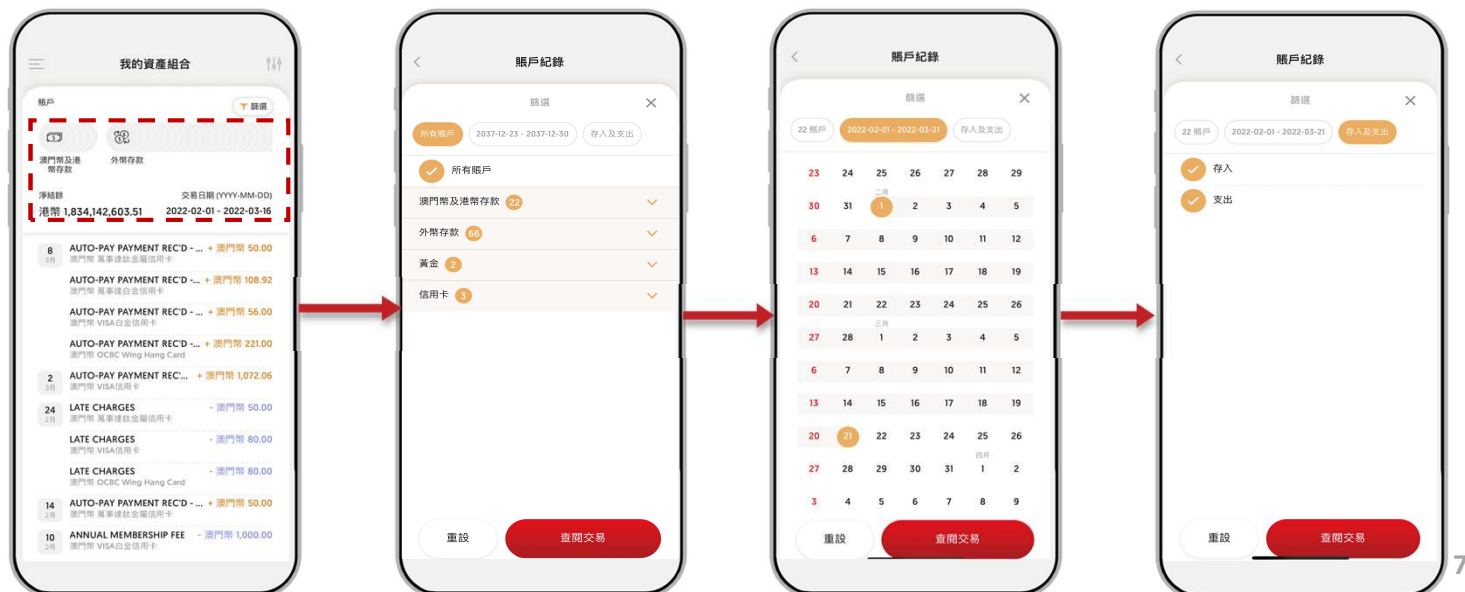 我的資產組合
賬戶
篩選
澳門幣及港幣存款
外幣存款
淨結餘
交易日期 (YYYY-MM-DD)
港幣 1,834,142,603.51
2022-02-01 - 2022-03-16
8 AUTO-PAY PAYMENT REC'D - ... + 澳門幣 50.00
3月 澳門幣 萬事達鈦金屬信用卡
AUTO-PAY PAYMENT REC'D -... + 澳門幣 108.92
澳門幣 萬事達白金信用卡
AUTO-PAY PAYMENT REC'D - ... + 澳門幣 56.00
澳門幣 VISA白金信用卡
AUTO-PAY PAYMENT REC'D -... + 澳門幣 221.00
澳門幣 OCBC Wing Hang Card
2 AUTO-PAY PAYMENT REC'... + 澳門幣 1,072.06
3月 澳門幣 VISA信用卡
24 LATE CHARGES - 澳門幣 50.00
2月 澳門幣 萬事達鈦金屬信用卡
LATE CHARGES - 澳門幣 80.00
澳門幣 VISA信用卡
LATE CHARGES - 澳門幣 80.00
澳門幣 OCBC Wing Hang Card
14 AUTO-PAY PAYMENT REC'D - ... + 澳門幣 50.00
2月 澳門幣 萬事達鈦金屬信用卡
10 ANNUAL MEMBERSHIP FEE - 澳門幣 1,000.00
2月 澳門幣 VISA白金信用卡
賬戶紀錄
篩選
所有賬戶 2037-12-23 - 2037-12-30 存入及支出
所有賬戶
澳門幣及港幣存款 22
外幣存款 66
黃金 2
信用卡 3
重設 查閱交易
賬戶紀錄
篩選
22 賬戶 2022-02-01 - 2022-03-21 存入及支出
23 24 25 26 27 28 29
二月
30 31 1 2 3 4 5
6 7 8 9 10 11 12
13 14 15 16 17 18 19
20 21 22 23 24 25 26
三月
27 28 1 2 3 4 5
6 7 8 9 10 11 12
13 14 15 16 17 18 19
20 21 22 23 24 25 26
四月
27 28 29 30 31 1 2
3 4 5 6 7 8 9
重設 查閱交易
賬戶紀錄
篩選
22 賬戶 2022-02-01 - 2022-03-21 存入及支出
存入
支出
重設 查閱交易
7